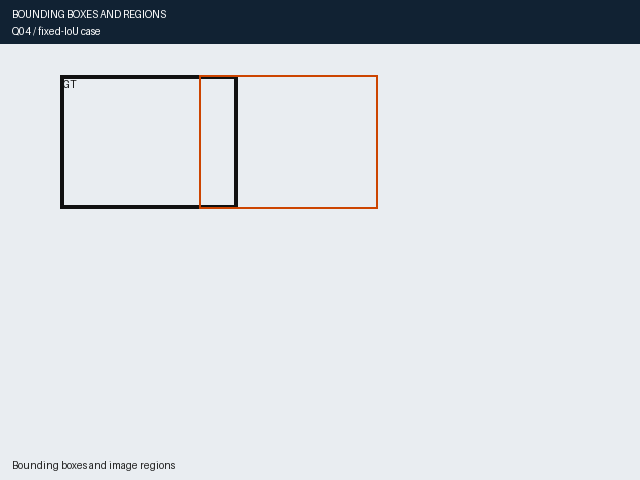 BOUNDING BOXES AND REGIONS
Q04 / fixed-IoU case
GT
Bounding boxes and image regions